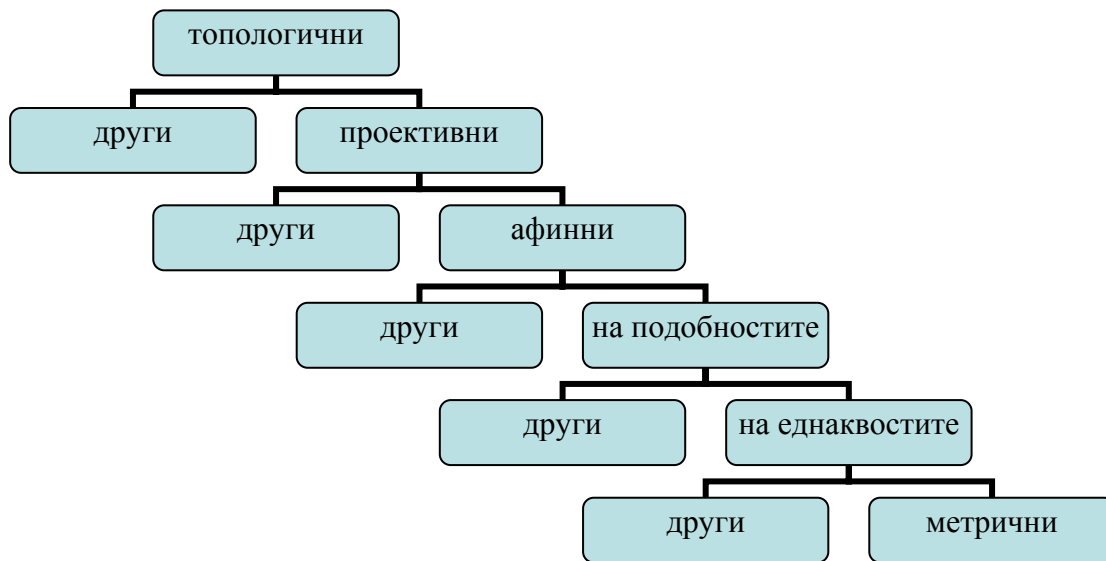 топологични
други
проективни
други
афинни
други
на подобностите
други
на еднаквостите
други
метрични